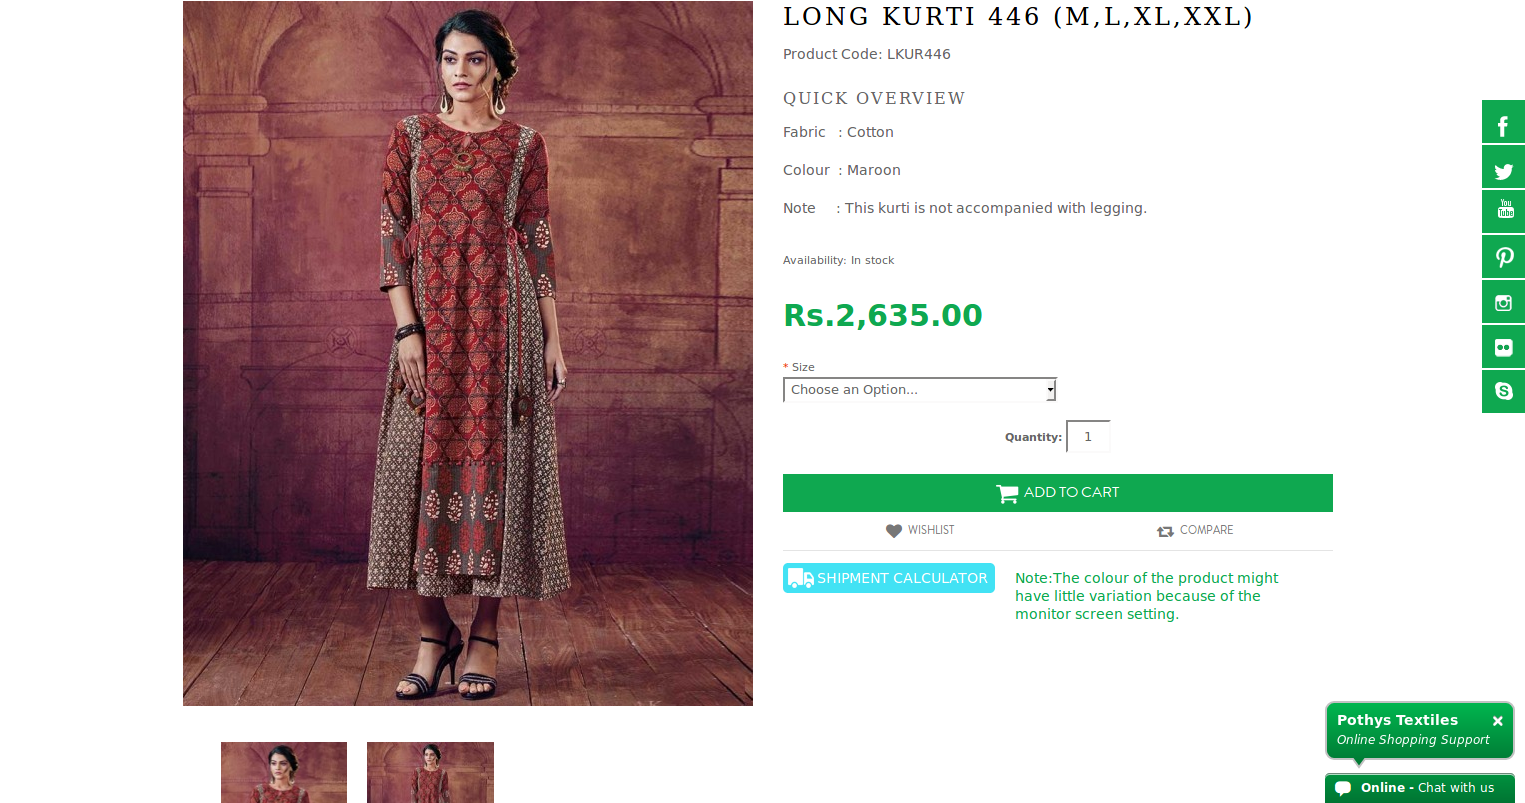 LONG KURTI 446 (M,L,XL,XXL)
Product Code: LKUR446
QUICK OVERVIEW
Fabric : Cotton
Colour : Maroon
Note : This kurti is not accompanied with legging.
Availability: In stock
Rs.2,635.00
* Size
Choose an Option...
Quantity: 1
ADD TO CART
WISHLIST
COMPARE
SHIPMENT CALCULATOR
Note:The colour of the product might
have little variation because of the
monitor screen setting.
You
Tube
Pothys Textiles
Online Shopping Support
Online - Chat with us